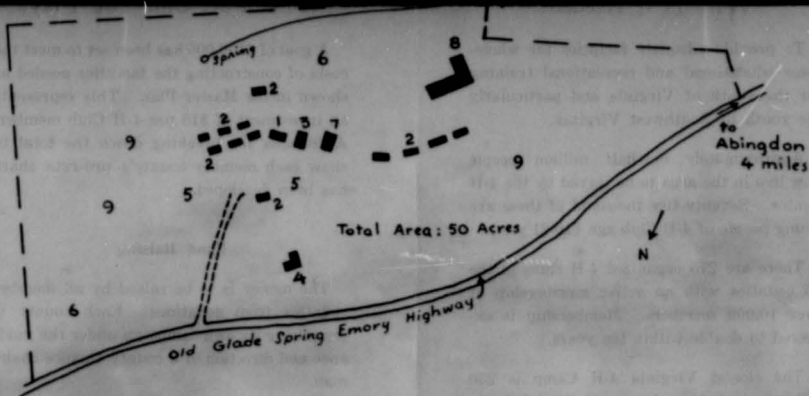 spring
6
8
2
2
2
1
3
7
9
2
2
9
to
Abingdon
4 miles
5
9
5
2
Total Area: 50 Acres
N
4
6
Old Glade Spring Emory Highway